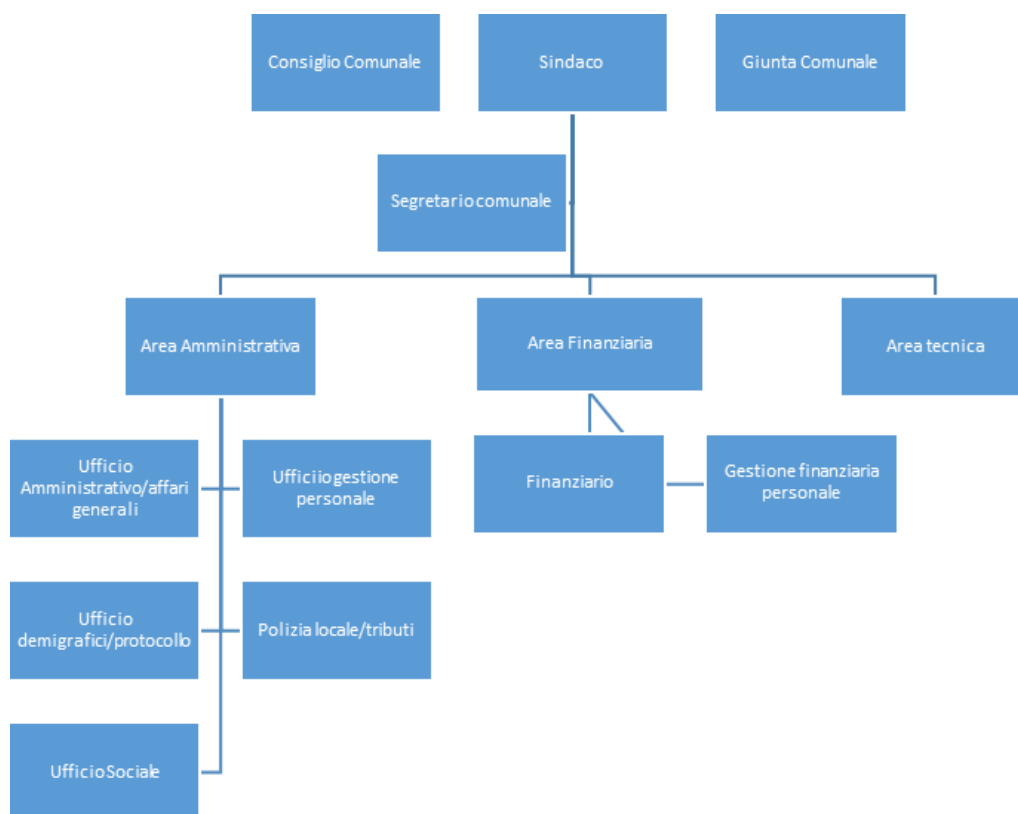 Consiglio Comunale
Sindaco
Giunta Comunale
Segretario comunale
Area Amministrativa
Area Finanziaria
Area tecnica
Ufficio
Amministrativo/affari
generali
Ufficiio gestione
personale
Finanziario
Gestione finanziaria
personale
Ufficio
demigrafici/protocollo
Polizia locale/tributi
Ufficio Sociale